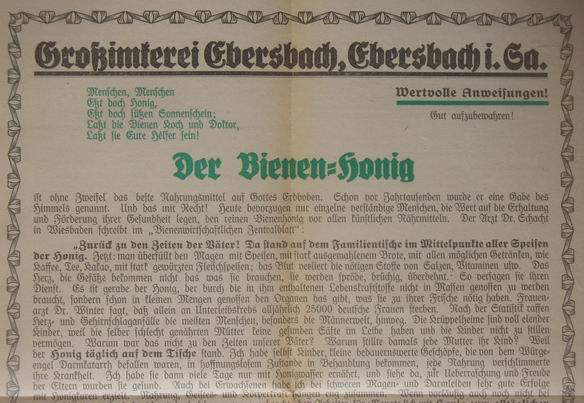 Großimkerei Ebersbach, Ebersbach i. Sa.
Menschen, Menschen
Eßt doch Honig,
Eßt doch süßen Sonnenschein;
Laßt die Bienen Koch und Doktor,
Laßt sie Eure Helfer sein!
Wertvolle Anweisungen!
Gut aufzubewahren!
Der Bienen-Honig
ist ohne Zweifel das beste Nahrungsmittel auf Gottes Erdboden. Schon vor Jahrtausenden wurde er eine Gabe des
Himmels genannt. Und das mit Recht! Heute bevorzugen nur einzelne verständige Menschen, die Wert auf die Erhaltung
und Förderung ihrer Gesundheit legen, den reinen Bienenhonig vor allen künstlichen Nährmitteln. Der Arzt Dr. Schacht
in Wiesbaden schreibt im „Bienenwirtschaftlichen Zentralblatt":
„Zurück zu den Zeiten der Väter! Da stand auf dem Familientische im Mittelpunkte aller Speisen
der Honig. Jetzt: man überfüllt den Magen mit Speisen, mit stark ausgemahlenem Brote, mit allen möglichen Getränken, wie
Kaffee, Tee, Kakao, mit stark gewürzten Fleischspeisen; das Blut verliert die nötigen Stoffe von Salzen, Vitaminen usw. Das
Herz, die Gefäße bekommen nicht das was sie brauchen, sie werden spröde, brüchig, überdehnt.- So versagen sie ihren
Dienst. Es ist gerade der Honig, der durch die in ihm enthaltenen Lebenskraftstoffe nicht in Massen genossen zu werden
braucht, sondern schon in kleinen Mengen genossen den Organen das gibt, was sie zu ihrer Frische nötig haben. Frauen-
arzt Dr. Winter sagt, daß allein an Unterleibskrebs alljährlich 25000 deutsche Frauen sterben. Nach der Statistik raffen
Herz- und Gehirnschlaganfälle die meisten Menschen, besonders die Männerwelt, hinweg. Die Krüppelheime sind voll elender
Kinder, weil die selber schlecht genährten Mütter keine gesunden Säfte im Leibe haben und die Kinder nicht zu stillen
vermögen. Warum war das nicht zu den Zeiten unserer Väter? Warum stillte damals jede Mutter ihr Kind? Weil
der Honig täglich auf dem Tische stand. Ich habe selbst Kinder, kleine bedauernswerte Geschöpfe, die von dem Würge-
engel Darmkatarrh befallen waren, in hoffnungslosem Zustande in Behandlung bekommen, jede Nahrung verschlimmerte
ihre Krankheit. Ich habe sie dann viele Tage nur mit Honigwasser ernährt, und siehe da, zur Ueberraschung und Freude
der Eltern wurden sie gesund. Auch bei Erwachsenen habe ich bei schweren Magen- und Darmleiden sehr gute Erfolge
mit Honigkuren erzielt. Nahrung, Geistes- und Körperkraft hängen eng zusammen. Wenn vorläufig auch noch nicht